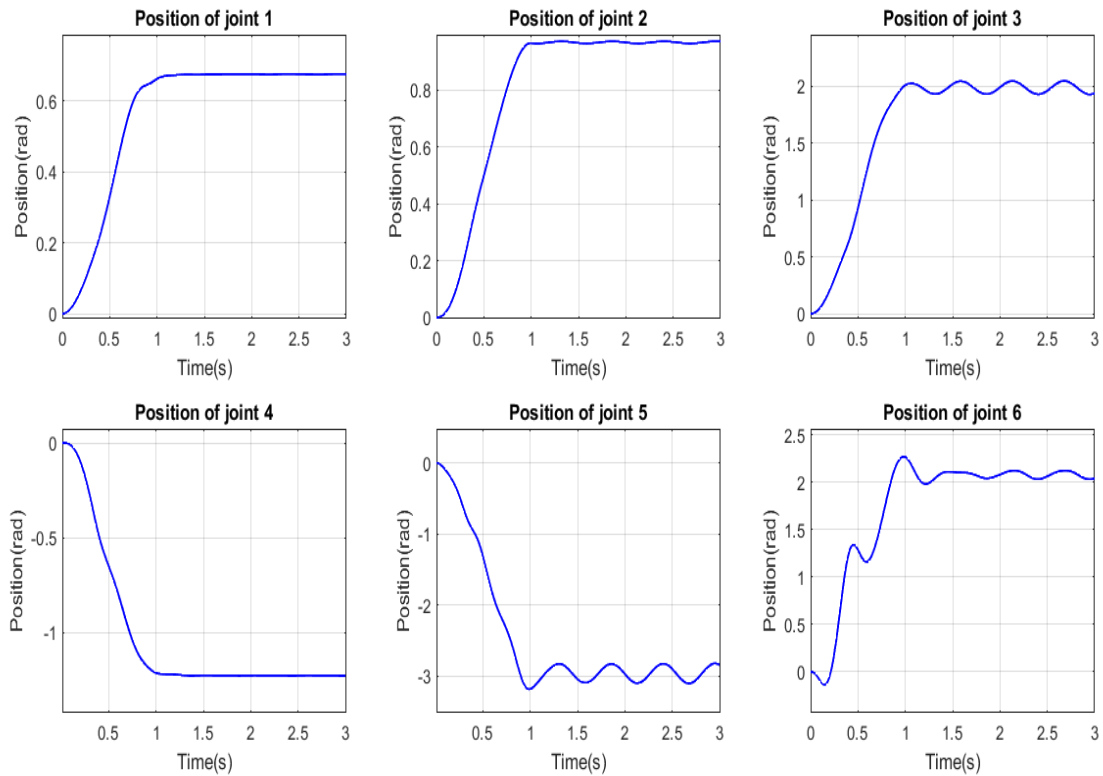 Position of joint 1
Position(rad)
0.6
0.4
0.2
0
0 0.5 1 1.5 2 2.5 3
Time(s)
Position of joint 2
Position(rad)
0.8
0.6
0.4
0.2
0
0 0.5 1 1.5 2 2.5 3
Time(s)
Position of joint 3
Position(rad)
2
1.5
1
0.5
0
0 0.5 1 1.5 2 2.5 3
Time(s)
Position of joint 4
Position(rad)
0
-0.5
-1
0.5 1 1.5 2 2.5 3
Time(s)
Position of joint 5
Position(rad)
0
-1
-2
-3
0.5 1 1.5 2 2.5 3
Time(s)
Position of joint 6
Position(rad)
2.5
2
1.5
1
0.5
0
0 0.5 1 1.5 2 2.5 3
Time(s)